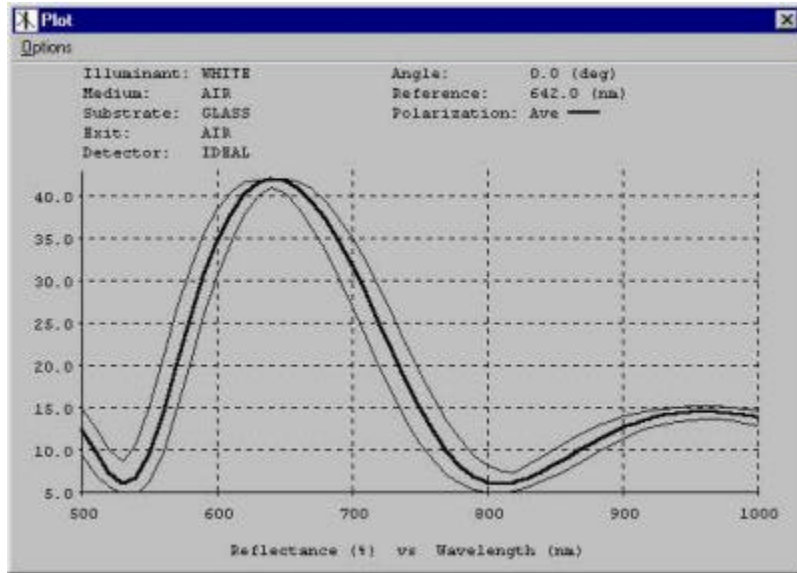 Plot
Options
Illuminant: WHITE Angle: 0.0 (deg)
Medium: AIR Reference: 642.0 (nm)
Substrate: GLASS Polarization: Ave
Exit: AIR
Detector: IDEAL
40.0
35.0
30.0
25.0
20.0
15.0
10.0
5.0
500 600 700 800 900 1000
Reflectance (%) vs Wavelength (nm)